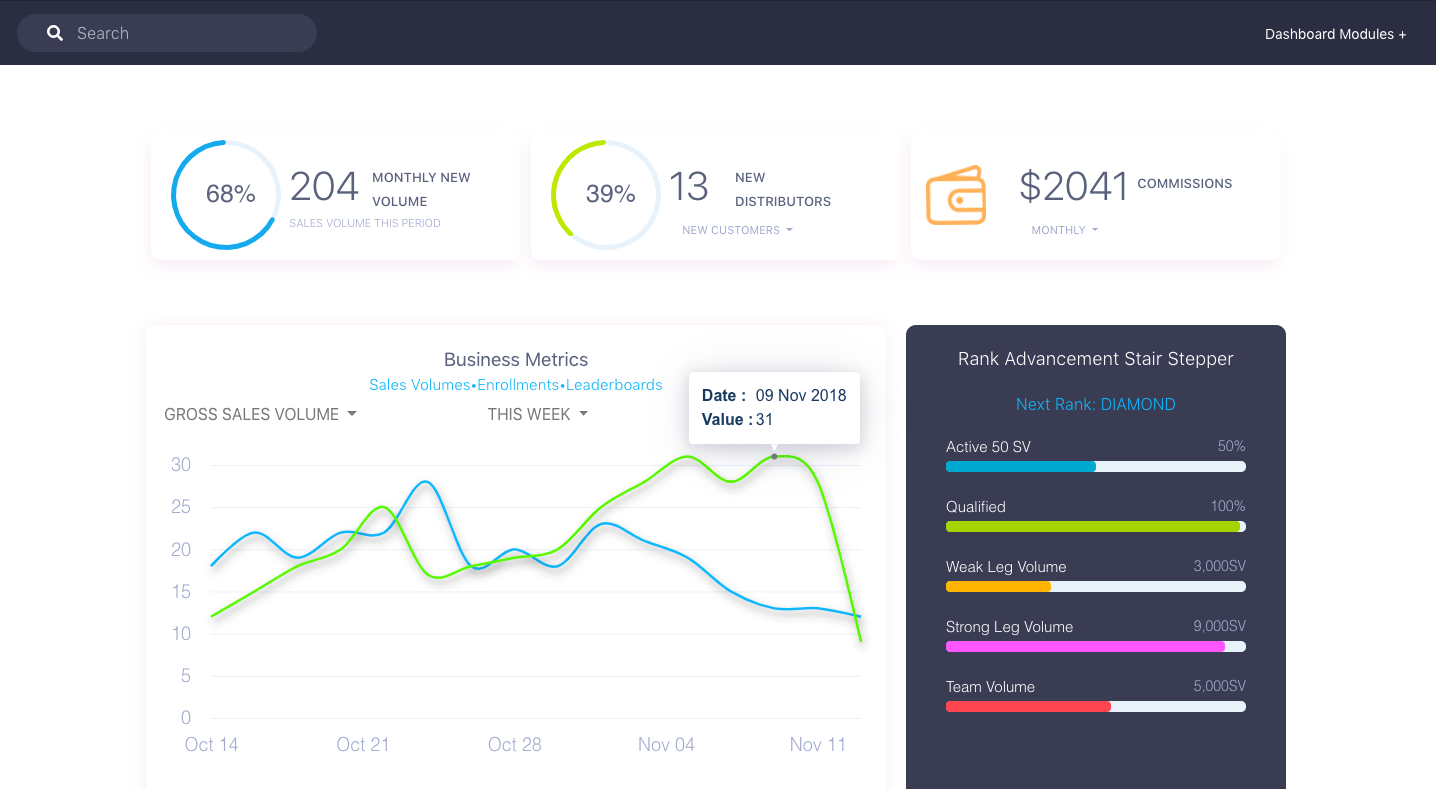 Search
Dashboard Modules +
68%
204
MONTHLY NEW
VOLUME
SALES VOLUME THIS PERIOD
39%
13
NEW
DISTRIBUTORS
NEW CUSTOMERS
$2041
COMMISSIONS
MONTHLY
Business Metrics
Sales Volumes•Enrollments•Leaderboards
GROSS SALES VOLUME
THIS WEEK
Date : 09 Nov 2018
Value : 31
30
25
20
15
10
5
0
Oct 14
Oct 21
Oct 28
Nov 04
Nov 11
Rank Advancement Stair Stepper
Next Rank: DIAMOND
Active 50 SV 50%
Qualified 100%
Weak Leg Volume 3,000SV
Strong Leg Volume 9,000SV
Team Volume 5,000SV